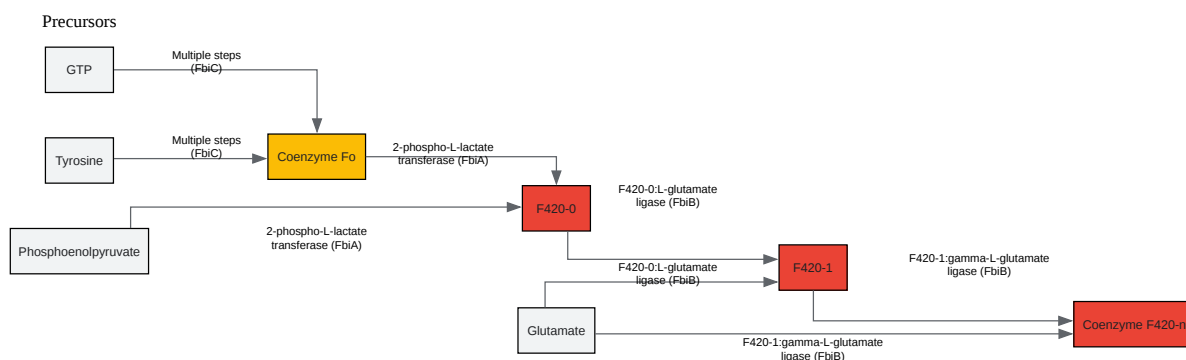 Precursors
GTP
Multiple steps
(FbiC)
Tyrosine
Multiple steps
(FbiC)
Coenzyme Fo
2-phospho-L-lactate
transferase (FbiA)
F420-0
F420-0:L-glutamate
ligase (FbiB)
Phosphoenolpyruvate
2-phospho-L-lactate
transferase (FbiA)
F420-0:L-glutamate
ligase (FbiB)
F420-1
F420-1:gamma-L-glutamate
ligase (FbiB)
Glutamate
Coenzyme F420-n
F420-1:gamma-L-glutamate
ligase (FbiB)